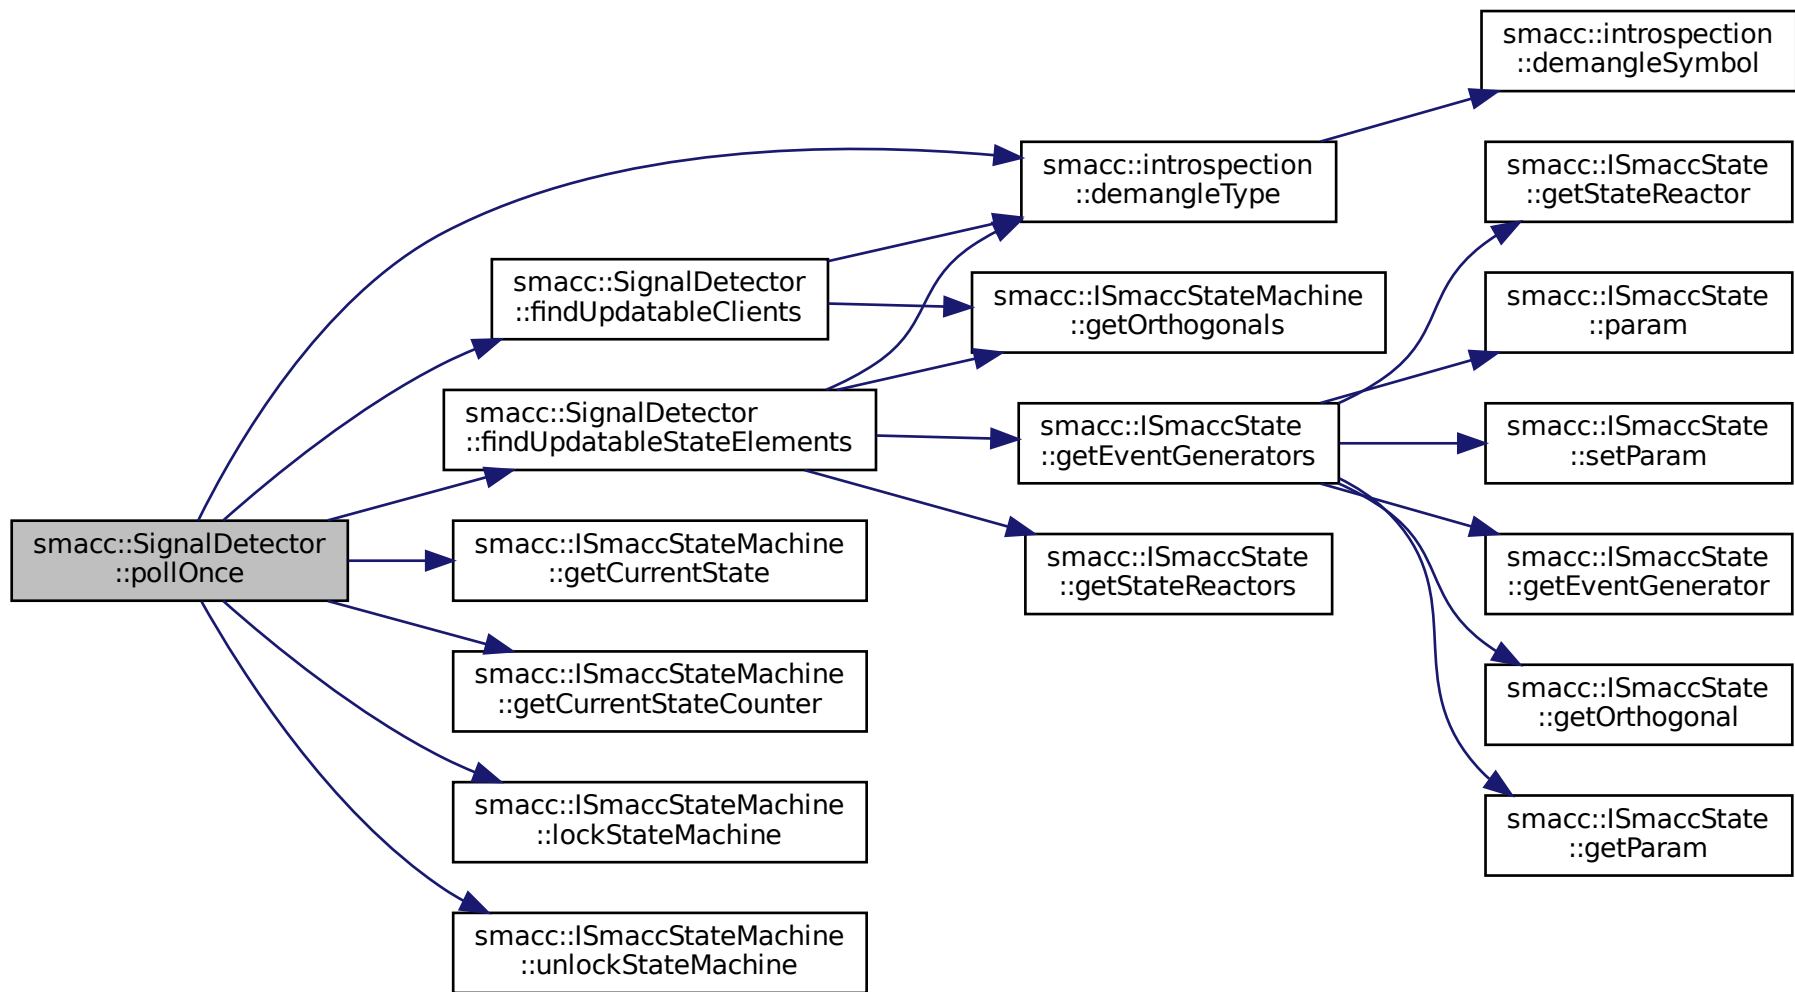 smacc::introspection
::demangleSymbol
smacc::introspection
::demangleType
smacc::ISmaccState
::getStateReactor
smacc::SignalDetector
::findUpdatableClients
smacc::ISmaccStateMachine
::getOrthogonals
smacc::ISmaccState
::param
smacc::SignalDetector
::findUpdatableStateElements
smacc::ISmaccState
::getEventGenerators
smacc::ISmaccState
::setParam
smacc::SignalDetector
::pollOnce
smacc::ISmaccStateMachine
::getCurrentState
smacc::ISmaccState
::getStateReactors
smacc::ISmaccState
::getEventGenerator
smacc::ISmaccStateMachine
::getCurrentStateCounter
smacc::ISmaccState
::getOrthogonal
smacc::ISmaccStateMachine
::lockStateMachine
smacc::ISmaccState
::getParam
smacc::ISmaccStateMachine
::unlockStateMachine